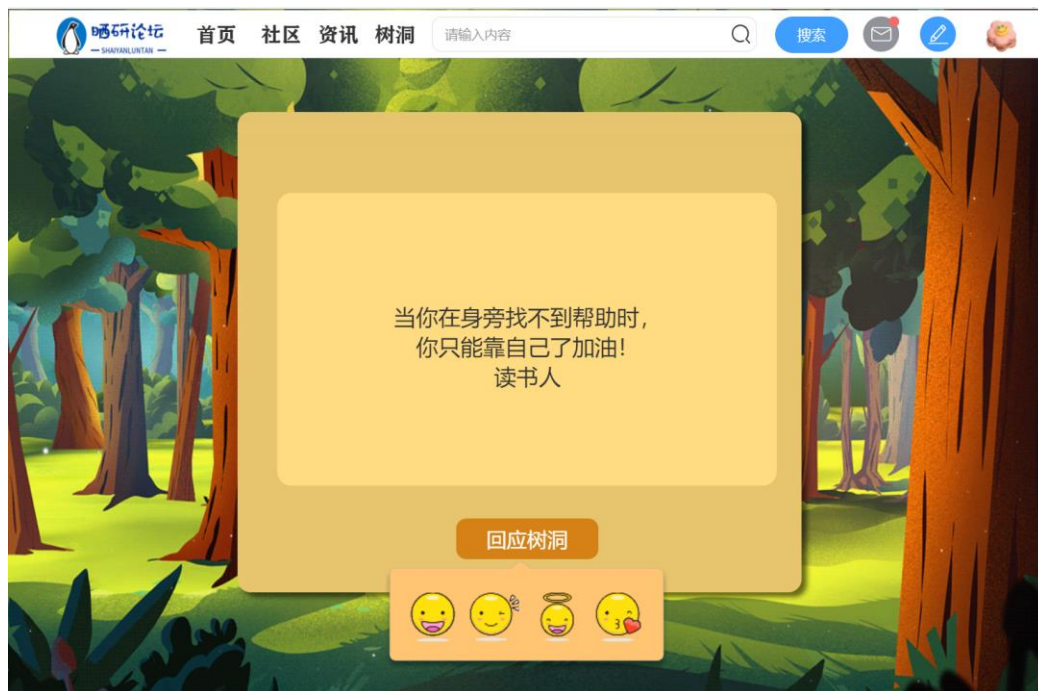 晒研论坛
SHAIYANLUNTAN
首页 社区 资讯 树洞 请输入内容 搜索
当你在身旁找不到帮助时，
你只能靠自己了加油！
读书人
回应树洞